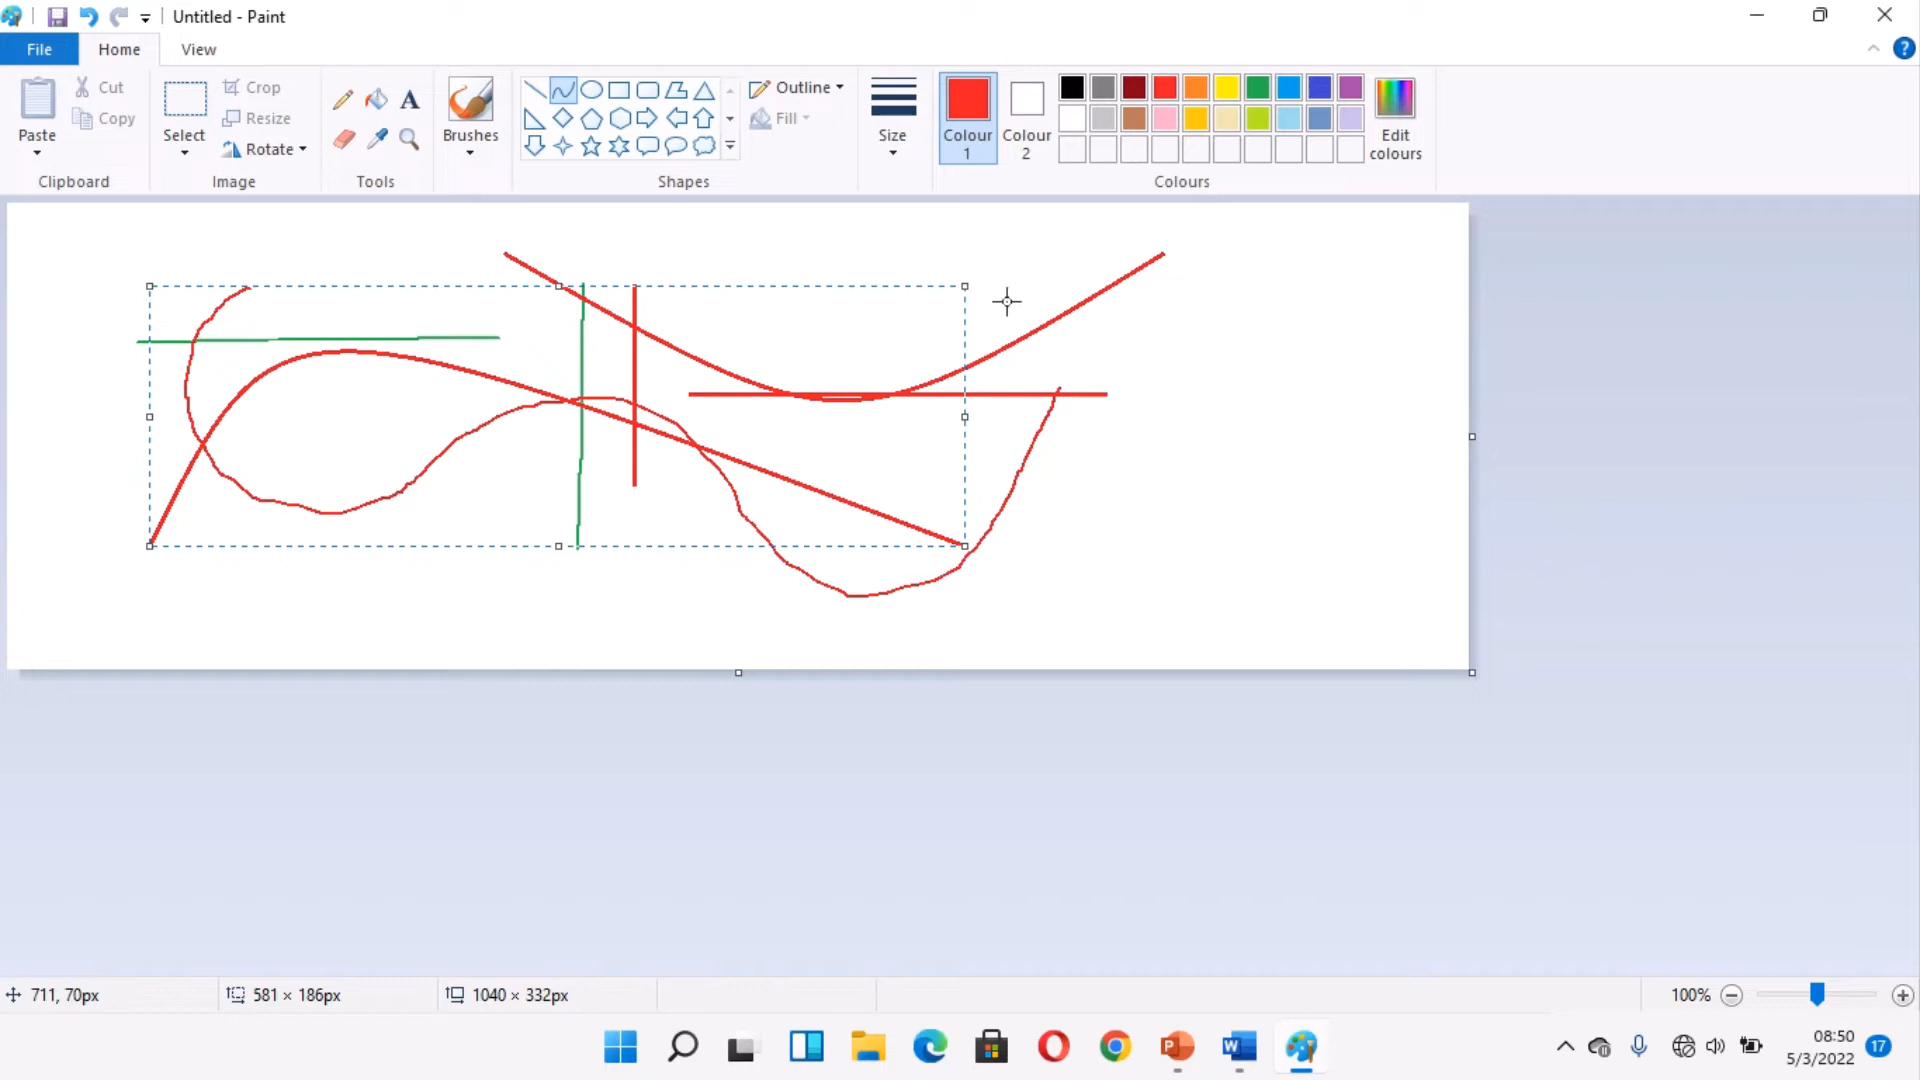 Untitled - Paint
File Home View
Paste Cut Copy
Clipboard
Select Crop Resize Rotate
Image
A
Tools
Brushes
Outline Fill
Shapes
Size
Colour 1
Colour 2
Edit colours
Colours
711, 70px 581 × 186px 1040 × 332px 100%
P W 08:50
5/3/2022 17